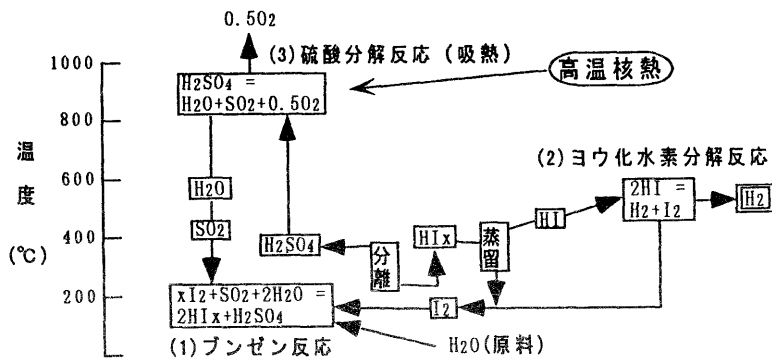 0.5O2
(3)硫酸分解反応(吸熱)
1000
H2SO4 =
H2O+SO2+0.5O2
高温核熱
800
温度
(℃)
(2)ヨウ化水素分解反応
600
H2O
2HI =
H2+I2
H2
HI
SO2
400
H2SO4
分離
HIx
蒸留
200
xI2+SO2+2H2O =
2HIx+H2SO4
I2
(1)ブンゼン反応
H2O(原料)